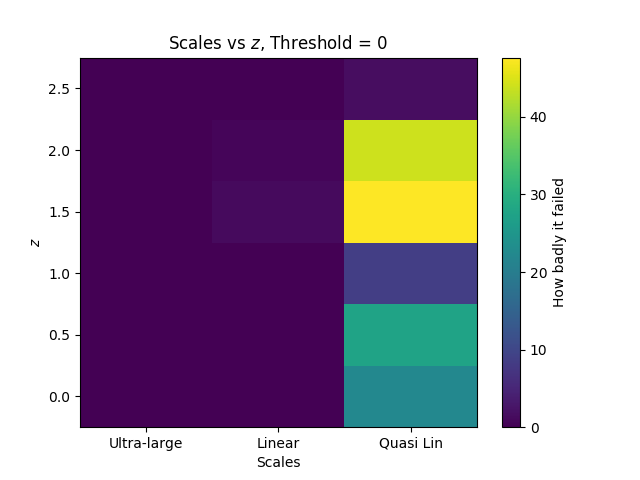 Scales vs z, Threshold = 0
2.5
2.0
1.5
1.0
0.5
0.0
z
Ultra-large Linear Quasi Lin
Scales
40
30
20
10
0
How badly it failed